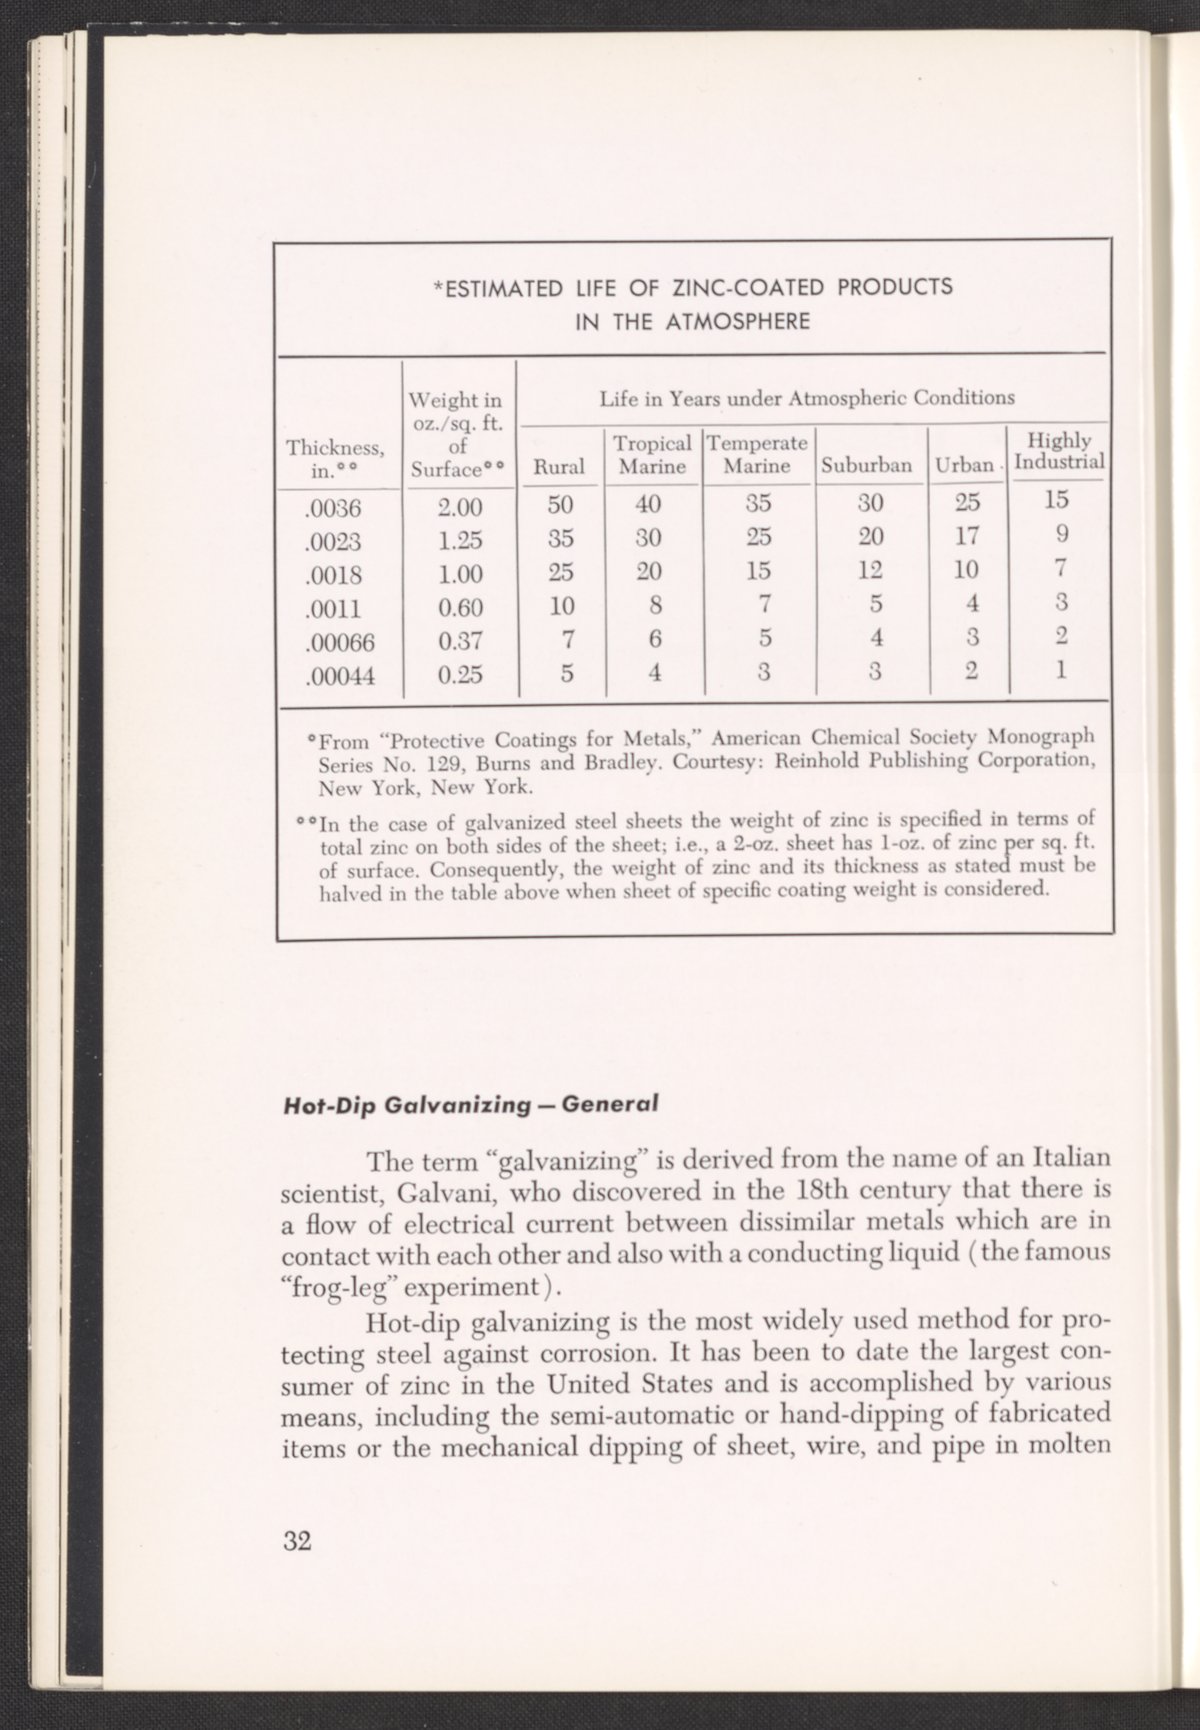 *ESTIMATED LIFE OF ZINC-COATED PRODUCTS
IN THE ATMOSPHERE
Thickness, in.** Weight in oz./sq. ft. of Surface** Life in Years under Atmospheric Conditions
Rural Tropical Marine Temperate Marine Suburban Urban Highly Industrial
.0036 2.00 50 40 35 30 25 15
.0023 1.25 35 30 25 20 17 9
.0018 1.00 25 20 15 12 10 7
.0011 0.60 10 8 7 5 4 3
.00066 0.37 7 6 5 4 3 2
.00044 0.25 5 4 3 3 2 1
*From “Protective Coatings for Metals,” American Chemical Society Monograph
Series No. 129, Burns and Bradley. Courtesy: Reinhold Publishing Corporation,
New York, New York.
**In the case of galvanized steel sheets the weight of zinc is specified in terms of
total zinc on both sides of the sheet; i.e., a 2-oz. sheet has 1-oz. of zinc per sq. ft.
of surface. Consequently, the weight of zinc and its thickness as stated must be
halved in the table above when sheet of specific coating weight is considered.
Hot-Dip Galvanizing — General
The term “galvanizing” is derived from the name of an Italian
scientist, Galvani, who discovered in the 18th century that there is
a flow of electrical current between dissimilar metals which are in
contact with each other and also with a conducting liquid (the famous
“frog-leg” experiment).
Hot-dip galvanizing is the most widely used method for pro-
tecting steel against corrosion. It has been to date the largest con-
sumer of zinc in the United States and is accomplished by various
means, including the semi-automatic or hand-dipping of fabricated
items or the mechanical dipping of sheet, wire, and pipe in molten
32